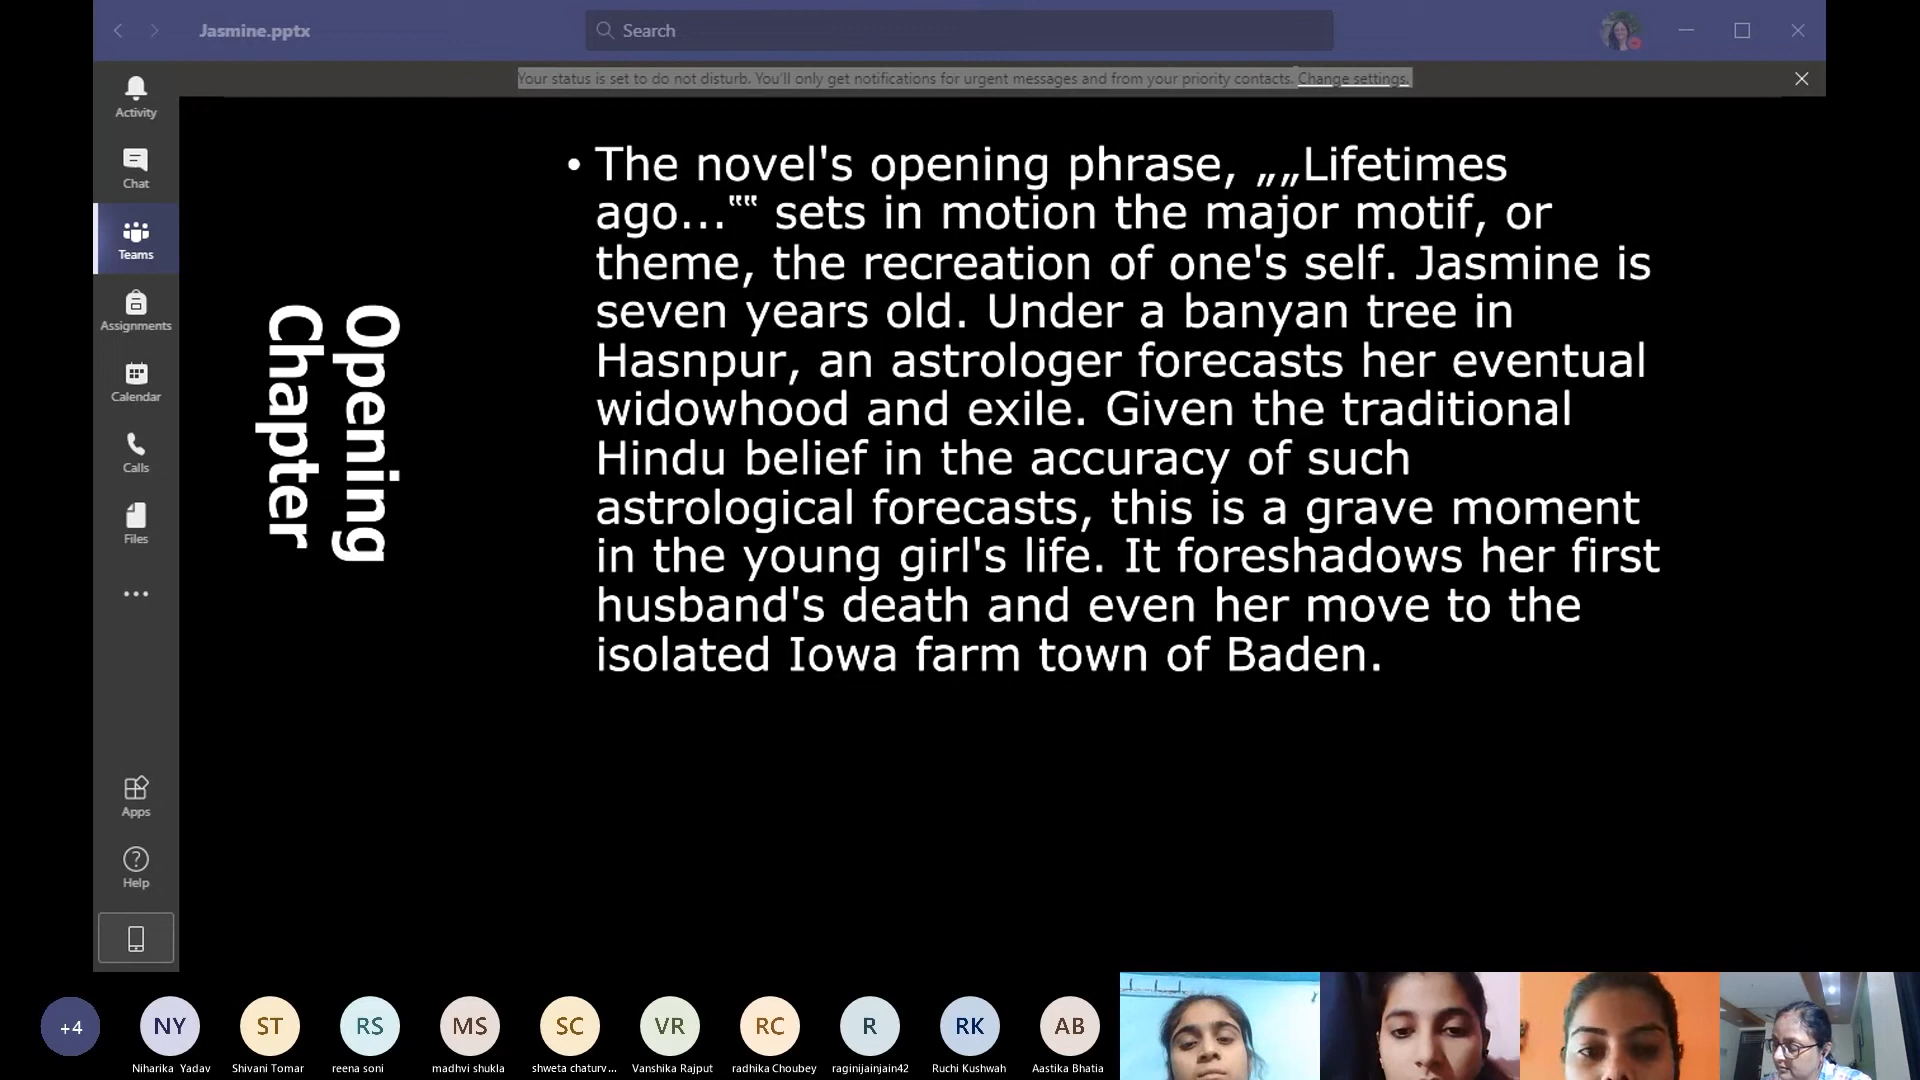 Jasmine.pptx
Search
Your status is set to do not disturb. You'll only get notifications for urgent messages and from your priority contacts. Change settings.
Activity
Chat
Teams
Assignments
Calendar
Calls
Files
Apps
Help
Opening
Chapter
• The novel's opening phrase, „„Lifetimes
ago...‟‟ sets in motion the major motif, or
theme, the recreation of one's self. Jasmine is
seven years old. Under a banyan tree in
Hasnpur, an astrologer forecasts her eventual
widowhood and exile. Given the traditional
Hindu belief in the accuracy of such
astrological forecasts, this is a grave moment
in the young girl's life. It foreshadows her first
husband's death and even her move to the
isolated Iowa farm town of Baden.
+4
NY
ST
RS
MS
SC
VR
RC
R
RK
AB
Niharika Yadav
Shivani Tomar
reena soni
madhvi shukla
shweta chaturv...
Vanshika Rajput
radhika Choubey
raginijainjain42
Ruchi Kushwah
Aastika Bhatia